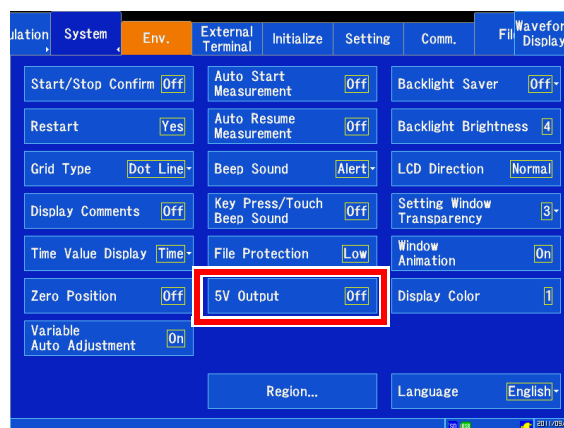 ulation System Env. External Terminal Initialize Setting Comm. Fil Wavefor Display
Start/Stop Confirm Off
Auto Start Measurement Off
Backlight Saver Off
Restart Yes
Auto Resume Measurement Off
Backlight Brightness 4
Grid Type Dot Line
Beep Sound Alert
LCD Direction Normal
Display Comments Off
Key Press/Touch Beep Sound Off
Setting Window Transparency 3
Time Value Display Time
File Protection Low
Window Animation On
Zero Position Off
5V Output Off
Display Color 1
Variable Auto Adjustment On
Region...
Language English
SD
2011/09/